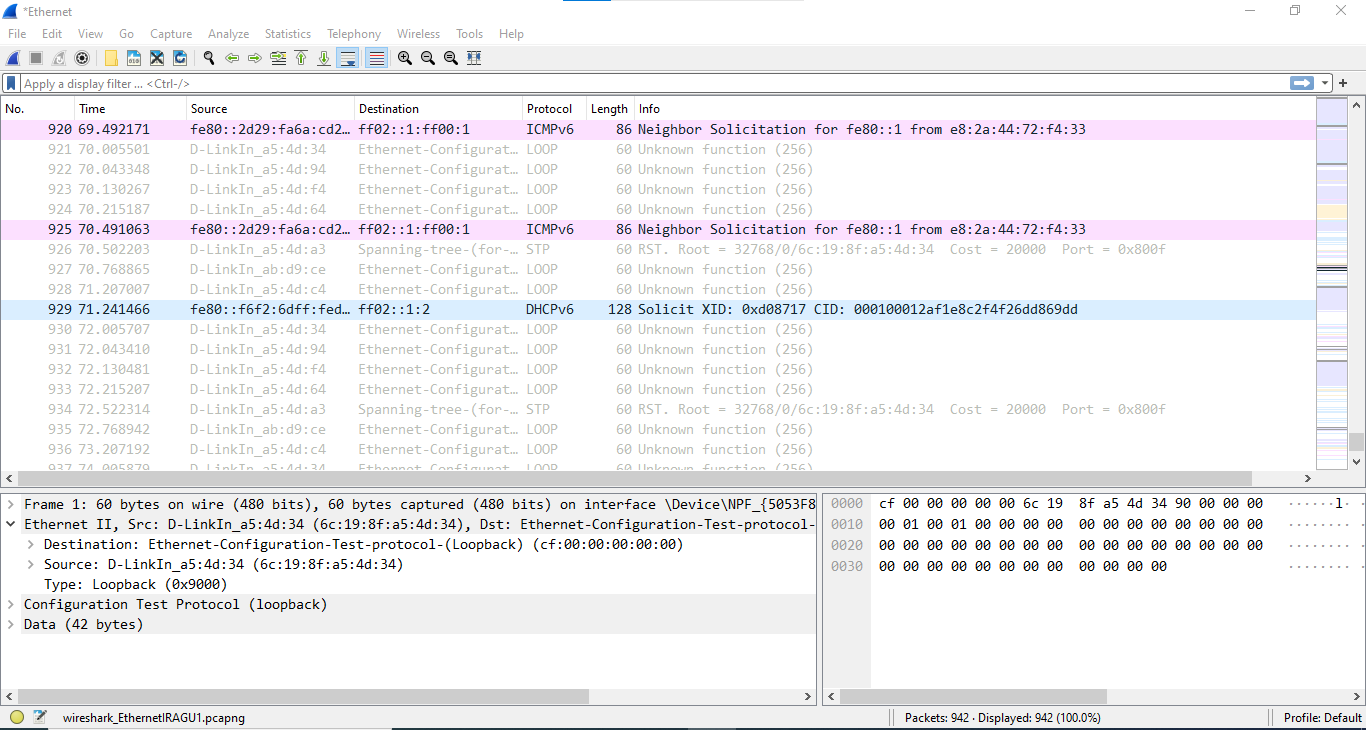 *Ethernet
File Edit View Go Capture Analyze Statistics Telephony Wireless Tools Help
Apply a display filter ... <Ctrl-/>
No. Time Source Destination Protocol Length Info
920 69.492171 fe80::2d29:fa6a:cd2… ff02::1:ff00:1 ICMPv6 86 Neighbor Solicitation for fe80::1 from e8:2a:44:72:f4:33
921 70.005501 D-LinkIn_a5:4d:34 Ethernet-Configurat… LOOP 60 Unknown function (256)
922 70.043348 D-LinkIn_a5:4d:94 Ethernet-Configurat… LOOP 60 Unknown function (256)
923 70.130267 D-LinkIn_a5:4d:f4 Ethernet-Configurat… LOOP 60 Unknown function (256)
924 70.215187 D-LinkIn_a5:4d:64 Ethernet-Configurat… LOOP 60 Unknown function (256)
925 70.491063 fe80::2d29:fa6a:cd2… ff02::1:ff00:1 ICMPv6 86 Neighbor Solicitation for fe80::1 from e8:2a:44:72:f4:33
926 70.502203 D-LinkIn_a5:4d:a3 Spanning-tree-(for-… STP 60 RST. Root = 32768/0/6c:19:8f:a5:4d:34 Cost = 20000 Port = 0x800f
927 70.768865 D-LinkIn_ab:d9:ce Ethernet-Configurat… LOOP 60 Unknown function (256)
928 71.207007 D-LinkIn_a5:4d:c4 Ethernet-Configurat… LOOP 60 Unknown function (256)
929 71.241466 fe80::f6f2:6dff:fed… ff02::1:2 DHCPv6 128 Solicit XID: 0xd08717 CID: 000100012af1e8c2f4f26dd869dd
930 72.005707 D-LinkIn_a5:4d:34 Ethernet-Configurat… LOOP 60 Unknown function (256)
931 72.043410 D-LinkIn_a5:4d:94 Ethernet-Configurat… LOOP 60 Unknown function (256)
932 72.130481 D-LinkIn_a5:4d:f4 Ethernet-Configurat… LOOP 60 Unknown function (256)
933 72.215207 D-LinkIn_a5:4d:64 Ethernet-Configurat… LOOP 60 Unknown function (256)
934 72.522314 D-LinkIn_a5:4d:a3 Spanning-tree-(for-… STP 60 RST. Root = 32768/0/6c:19:8f:a5:4d:34 Cost = 20000 Port = 0x800f
935 72.768942 D-LinkIn_ab:d9:ce Ethernet-Configurat… LOOP 60 Unknown function (256)
936 73.207192 D-LinkIn_a5:4d:c4 Ethernet-Configurat… LOOP 60 Unknown function (256)
937 74.005879 D-LinkIn_a5:4d:34 Ethernet-Configurat… LOOP 60 Unknown function (256)
Frame 1: 60 bytes on wire (480 bits), 60 bytes captured (480 bits) on interface \Device\NPF_{5053F8
Ethernet II, Src: D-LinkIn_a5:4d:34 (6c:19:8f:a5:4d:34), Dst: Ethernet-Configuration-Test-protocol-
Destination: Ethernet-Configuration-Test-protocol-(Loopback) (cf:00:00:00:00:00)
Source: D-LinkIn_a5:4d:34 (6c:19:8f:a5:4d:34)
Type: Loopback (0x9000)
Configuration Test Protocol (loopback)
Data (42 bytes)
0000 cf 00 00 00 00 00 6c 19 8f a5 4d 34 90 00 00 00 ······l·
0010 00 01 00 01 00 00 00 00 00 00 00 00 00 00 00 00 ········
0020 00 00 00 00 00 00 00 00 00 00 00 00 00 00 00 00 ········
0030 00 00 00 00 00 00 00 00 00 00 00 00 ········
wireshark_EthernetIRAGU1.pcapng
Packets: 942 · Displayed: 942 (100.0%)
Profile: Default